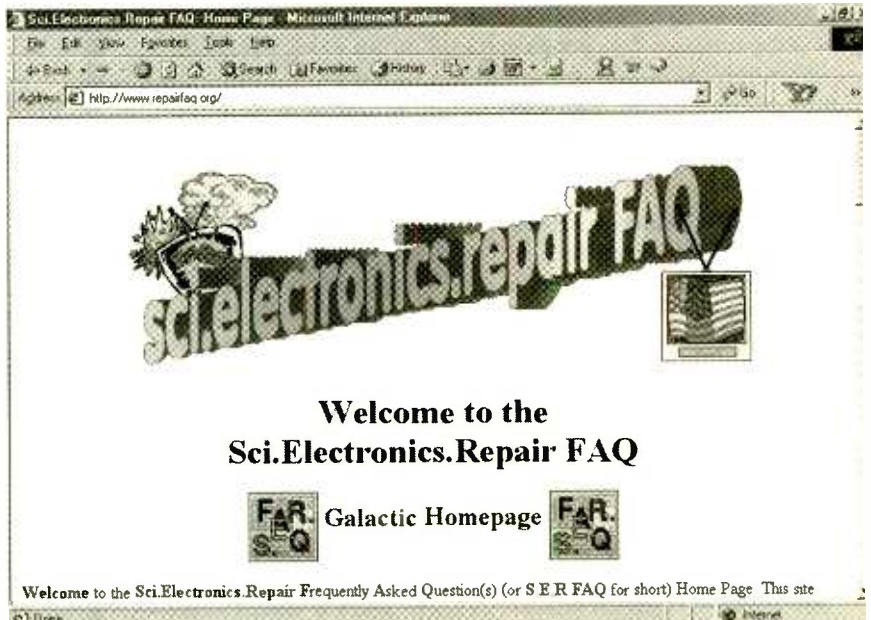 Sci.Electronics.Repair FAQ: Home Page - Microsoft Internet Explorer
File Edit View Favorites Tools Help
Back Search Favorites History
Address http://www.repairfaq.org/ Go
sci.electronics.repair FAQ
Welcome to the
Sci.Electronics.Repair FAQ
Galactic Homepage
Welcome to the Sci.Electronics.Repair Frequently Asked Question(s) (or S E R FAQ for short) Home Page This site
Done Internet